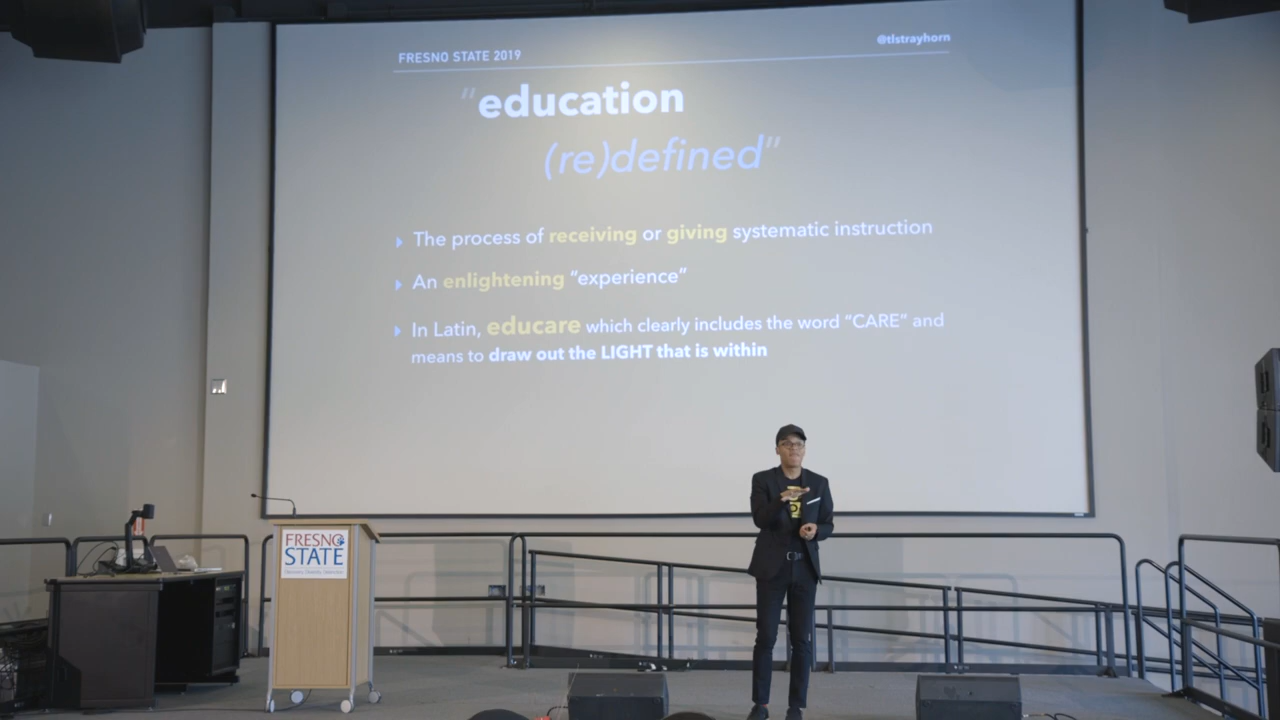 FRESNO STATE 2019
@tlstrayhorn
"education
(re)defined"
The process of receiving or giving systematic instruction
An enlightening “experience”
In Latin, educare which clearly includes the word “CARE” and
means to draw out the LIGHT that is within
FRESNO
STATE